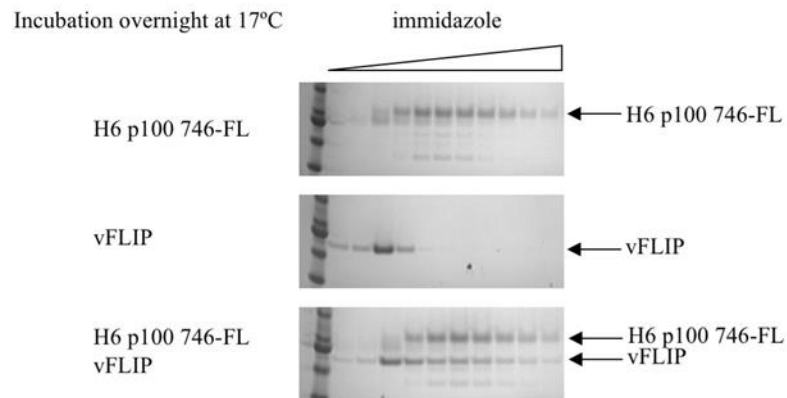 Incubation overnight at 17ºC
immidazole
H6 p100 746-FL
H6 p100 746-FL
vFLIP
vFLIP
H6 p100 746-FL
vFLIP
H6 p100 746-FL
vFLIP